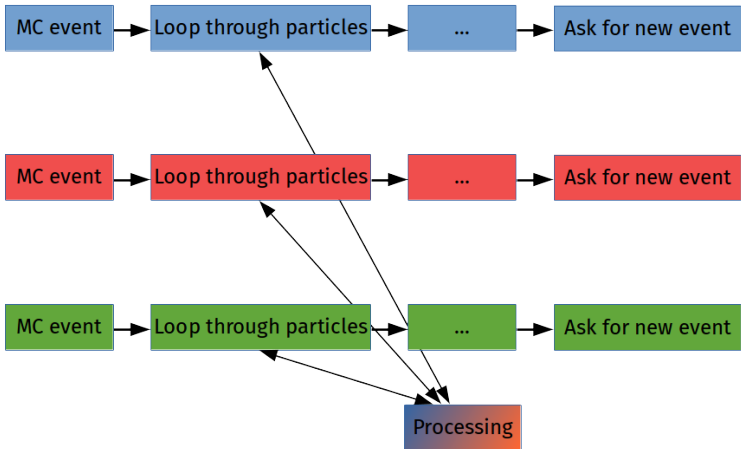 MC event
Loop through particles
...
Ask for new event
MC event
Loop through particles
...
Ask for new event
MC event
Loop through particles
...
Ask for new event
Processing